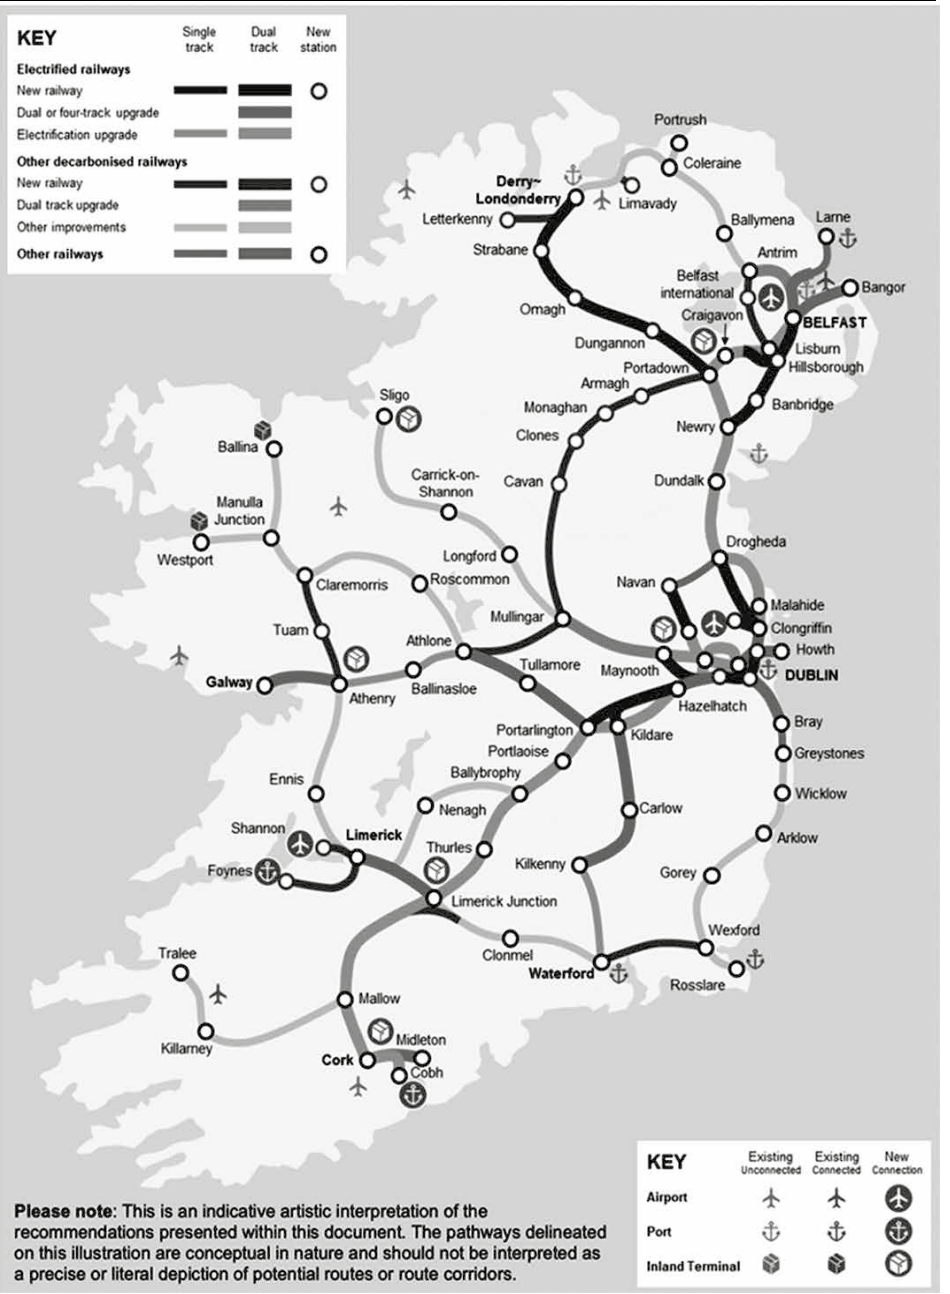 KEY
Single track
Dual track
New station
Electrified railways
New railway
Dual or four-track upgrade
Electrification upgrade
Other decarbonised railways
New railway
Dual track upgrade
Other improvements
Other railways
Portrush
Coleraine
Derry~
Londonderry
Limavady
Letterkenny
Ballymena
Larne
Strabane
Antrim
Belfast
international
Bangor
Omagh
Craigavon
BELFAST
Dungannon
Lisburn
Hillsborough
Portadown
Armagh
Sligo
Monaghan
Banbridge
Newry
Clones
Ballina
Carrick-on-
Shannon
Cavan
Dundalk
Manulla
Junction
Westport
Drogheda
Longford
Claremorris
Roscommon
Navan
Malahide
Mullingar
Clongriffin
Tuam
Athlone
Howth
Tullamore
Maynooth
DUBLIN
Galway
Athenry
Ballinasloe
Hazelhatch
Portarlington
Kildare
Bray
Portlaoise
Greystones
Ballybrophy
Ennis
Wicklow
Nenagh
Carlow
Shannon
Limerick
Arklow
Thurles
Foynes
Kilkenny
Gorey
Limerick Junction
Wexford
Clonmel
Tralee
Waterford
Rosslare
Mallow
Killarney
Midleton
Cork
Cobh
KEY
Existing Unconnected
Existing Connected
New Connection
Airport
Port
Inland Terminal
Please note: This is an indicative artistic interpretation of the
recommendations presented within this document. The pathways delineated
on this illustration are conceptual in nature and should not be interpreted as
a precise or literal depiction of potential routes or route corridors.